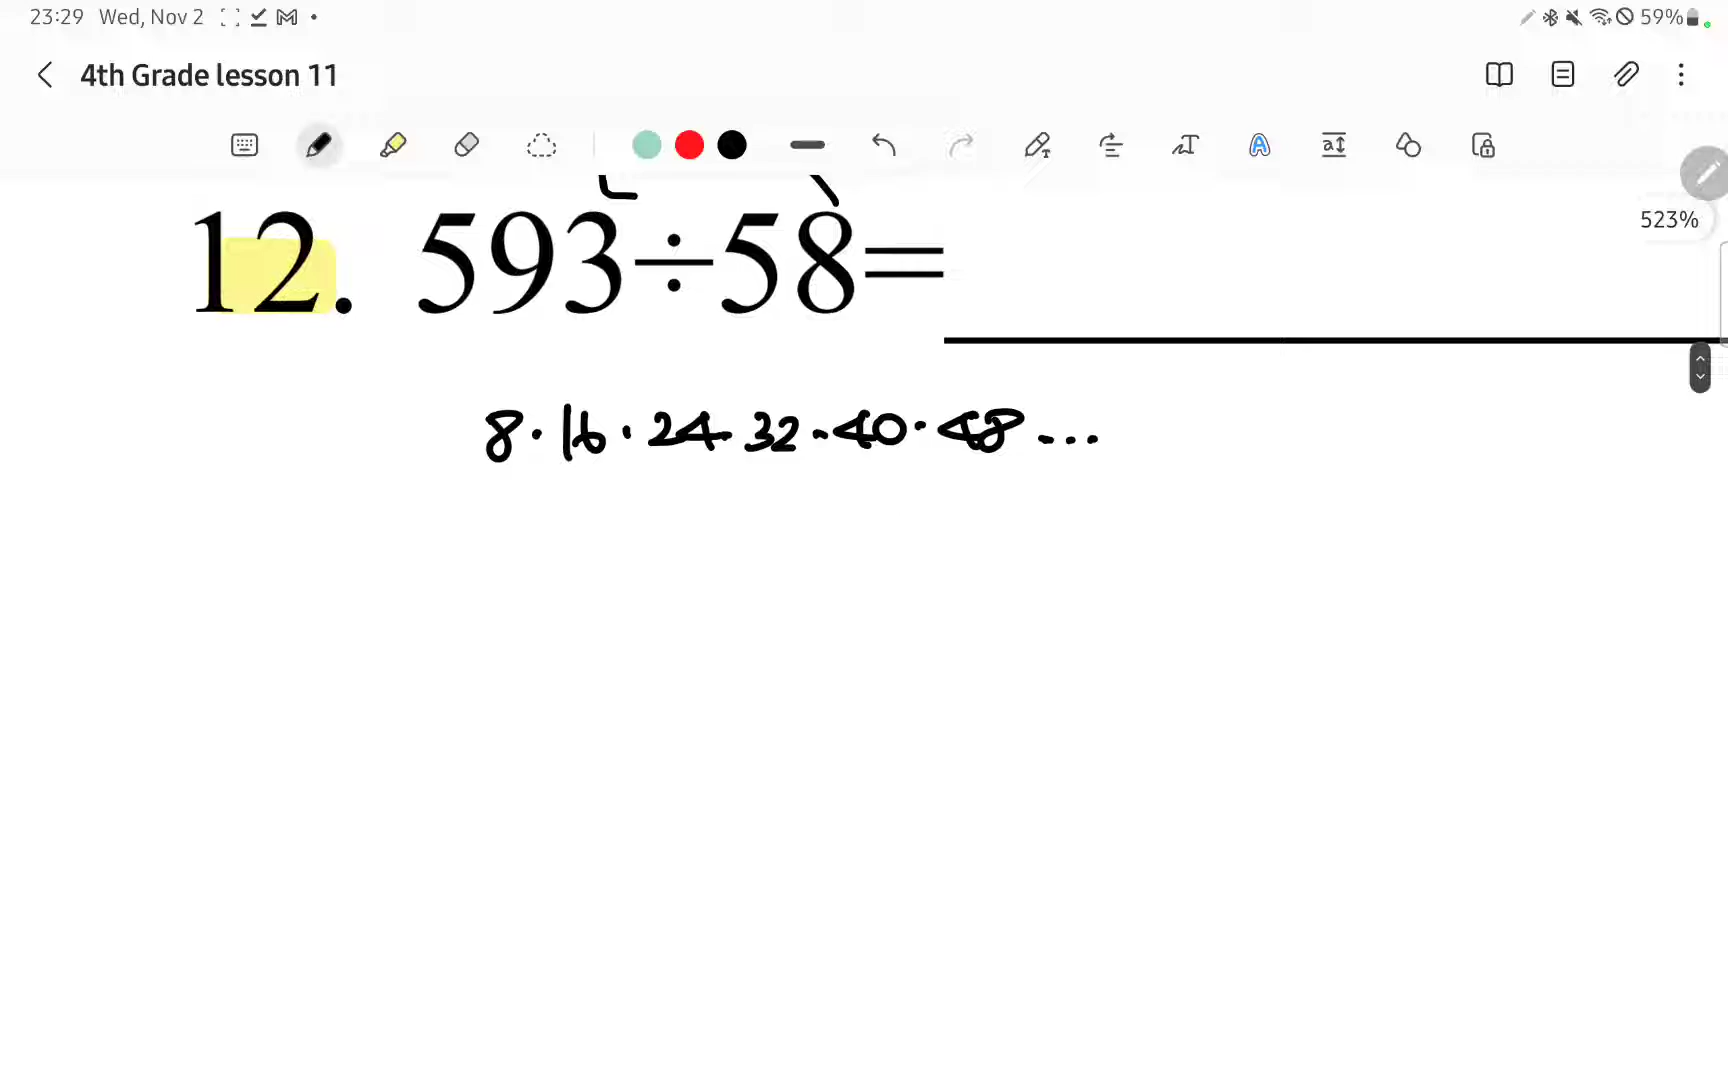 23:29 Wed, Nov 2 59%
4th Grade lesson 11
523%
12. 593÷58=
8·16·24·32·40·48...